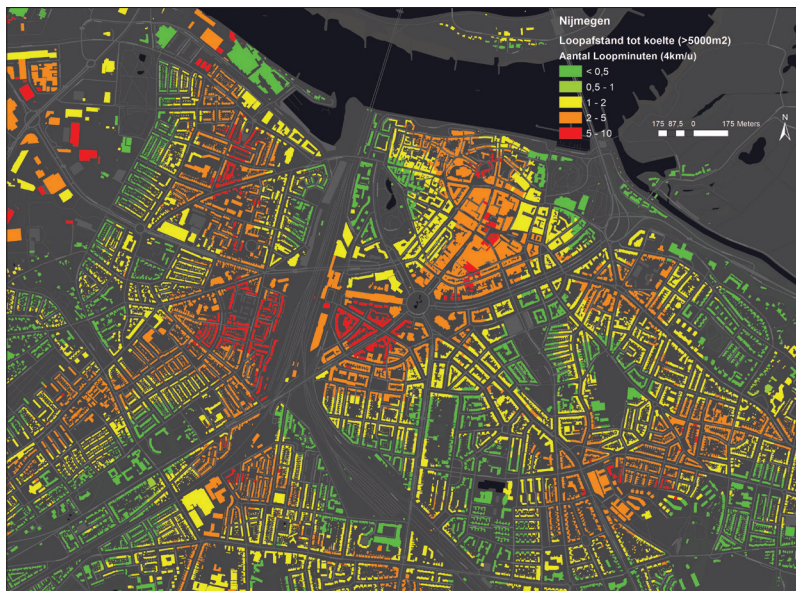 Nijmegen
Loopafstand tot koelte (>5000m2)
Aantal Loopminuten (4km/u)
< 0,5
0,5 - 1
1 - 2
2 - 5
5 - 10
175 87,5 0 175 Meters
N